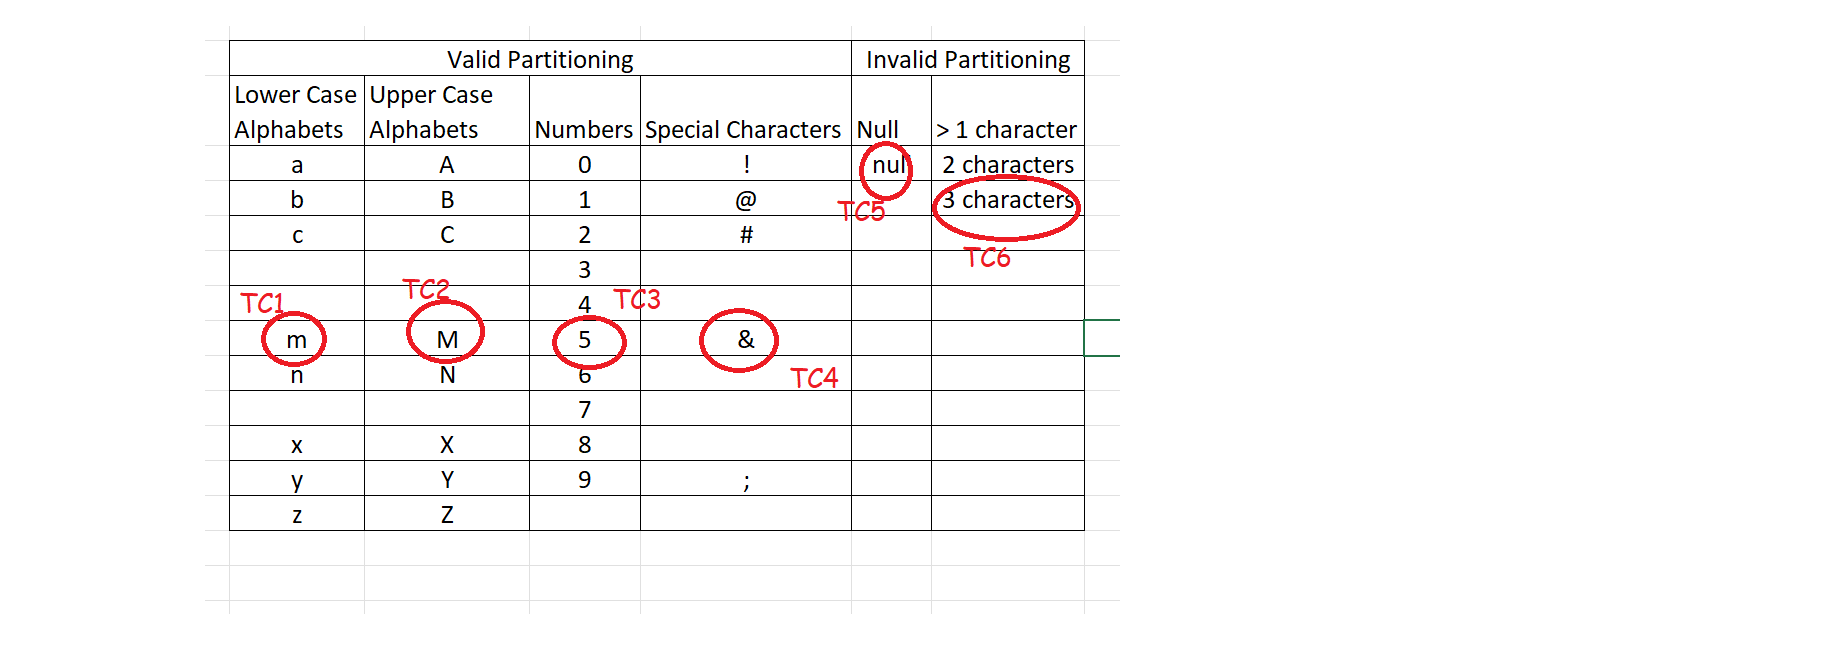 Valid Partitioning Invalid Partitioning
Lower Case Alphabets Upper Case Alphabets Numbers Special Characters Null > 1 character
a A 0 ! nul 2 characters
b B 1 @ 3 characters
TC5
c C 2 #
TC6
3
TC1 TC2 4 TC3
m M 5 &
n N 6 TC4
7
x X 8
y Y 9 ;
z Z